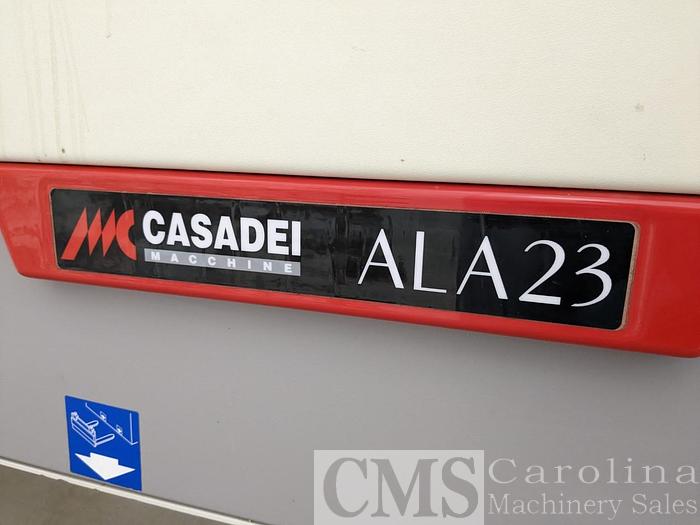 CASADEI
MACCHINE
ALA23
CMS Carolina
Machinery Sales